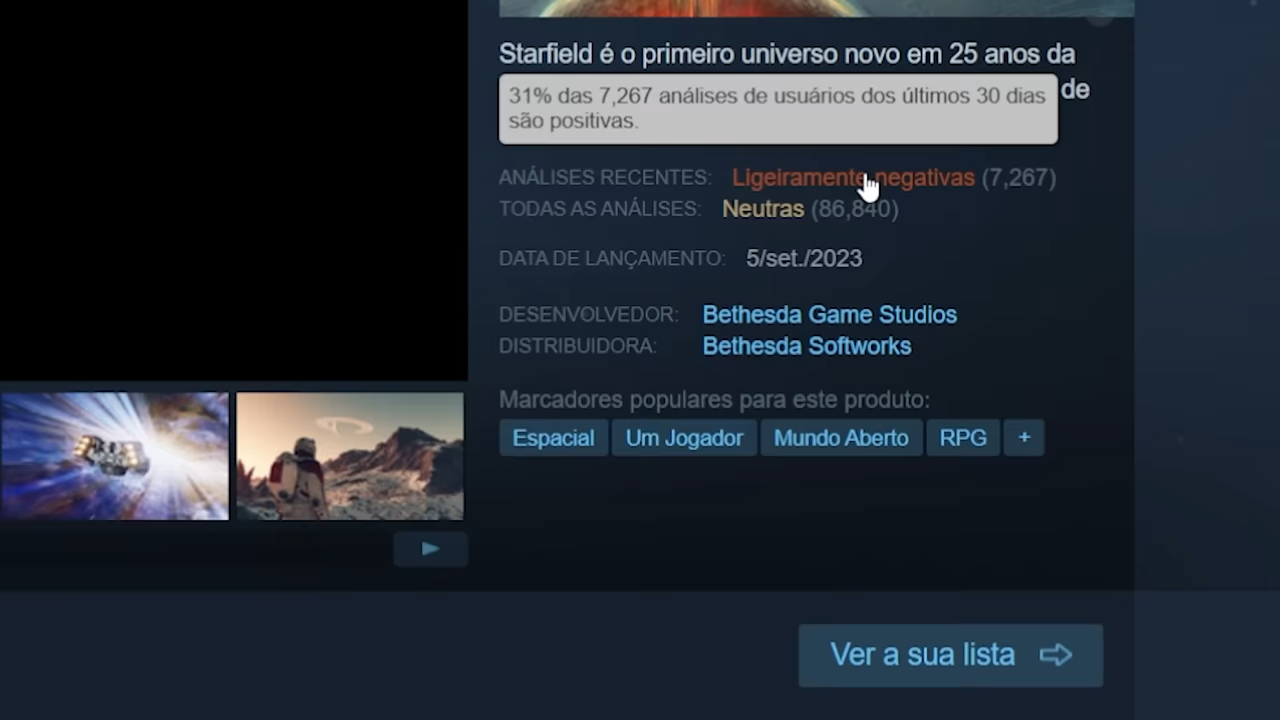 Starfield é o primeiro universo novo em 25 anos da
de
31% das 7,267 análises de usuários dos últimos 30 dias
são positivas.
ANÁLISES RECENTES: Ligeiramente negativas (7,267)
TODAS AS ANÁLISES: Neutras (86,840)
DATA DE LANÇAMENTO: 5/set./2023
DESENVOLVEDOR: Bethesda Game Studios
DISTRIBUIDORA: Bethesda Softworks
Marcadores populares para este produto:
Espacial Um Jogador Mundo Aberto RPG +
Ver a sua lista